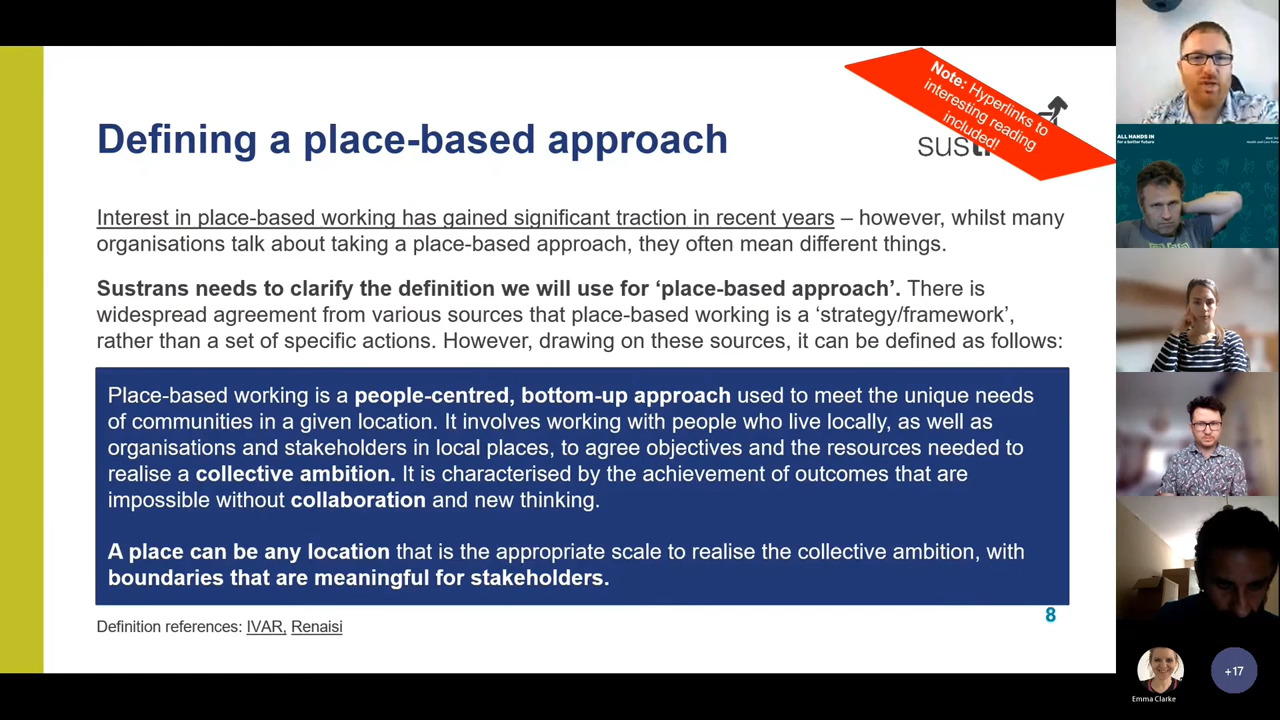 Defining a place-based approach
Note: Hyperlinks to
interesting reading
included!
Interest in place-based working has gained significant traction in recent years – however, whilst many
organisations talk about taking a place-based approach, they often mean different things.
Sustrans needs to clarify the definition we will use for ‘place-based approach’. There is
widespread agreement from various sources that place-based working is a ‘strategy/framework’,
rather than a set of specific actions. However, drawing on these sources, it can be defined as follows:
Place-based working is a people-centred, bottom-up approach used to meet the unique needs
of communities in a given location. It involves working with people who live locally, as well as
organisations and stakeholders in local places, to agree objectives and the resources needed to
realise a collective ambition. It is characterised by the achievement of outcomes that are
impossible without collaboration and new thinking.
A place can be any location that is the appropriate scale to realise the collective ambition, with
boundaries that are meaningful for stakeholders.
8
Definition references: IVAR, Renaisi
ALL HANDS IN
for a better future
Emma Clarke
+17